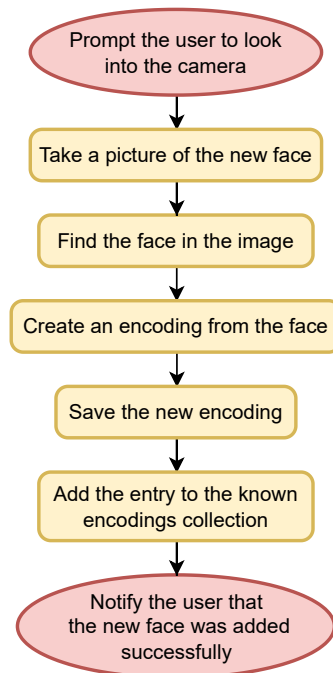 Prompt the user to look
into the camera
Take a picture of the new face
Find the face in the image
Create an encoding from the face
Save the new encoding
Add the entry to the known
encodings collection
Notify the user that
the new face was added
successfully